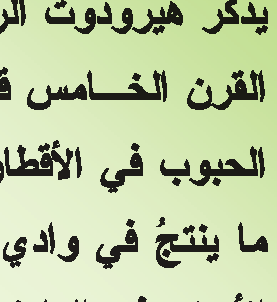 يذكر هيرودوت
القرن الخامس
الحبوب في
ما ينتجُ في وادي